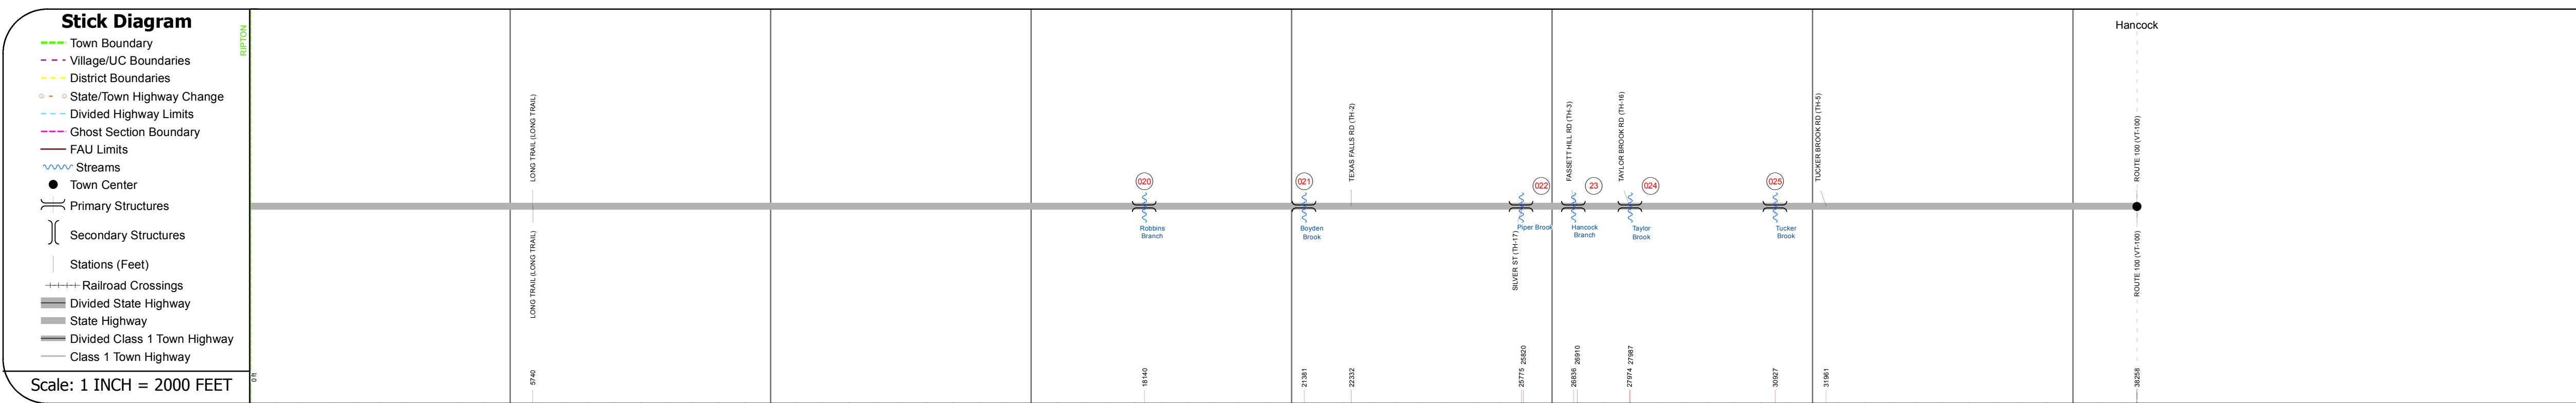 Stick Diagram
Town Boundary
Village/UC Boundaries
District Boundaries
State/Town Highway Change
Divided Highway Limits
Ghost Section Boundary
FAU Limits
Streams
Town Center
Primary Structures
Secondary Structures
Stations (Feet)
Railroad Crossings
Divided State Highway
State Highway
Divided Class 1 Town Highway
Class 1 Town Highway
Scale: 1 INCH = 2000 FEET
RIPTON
Hancock
LONG TRAIL (LONG TRAIL)
TEXAS FALLS RD (TH-2)
FASSETT HILL RD (TH-3)
TAYLOR BROOK RD (TH-16)
TUCKER BROOK RD (TH-5)
ROUTE 100 (VT-100)
020
021
022
23
024
025
Robbins
Branch
Boyden
Brook
Piper Brook
Hancock
Branch
Taylor
Brook
Tucker
Brook
LONG TRAIL (LONG TRAIL)
SILVER ST (TH-17)
ROUTE 100 (VT-100)
0 ft
5740
18140
21381
22332
25775
25820
26836
26910
27974
27987
30927
31961
38258